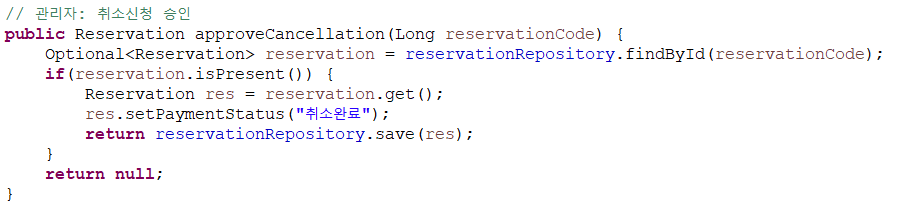 // 관리자: 취소신청 승인
public Reservation approveCancellation(Long reservationCode) {
    Optional<Reservation> reservation = reservationRepository.findById(reservationCode);
    if(reservation.isPresent()) {
        Reservation res = reservation.get();
        res.setPaymentStatus("취소완료");
        return reservationRepository.save(res);
    }
    return null;
}